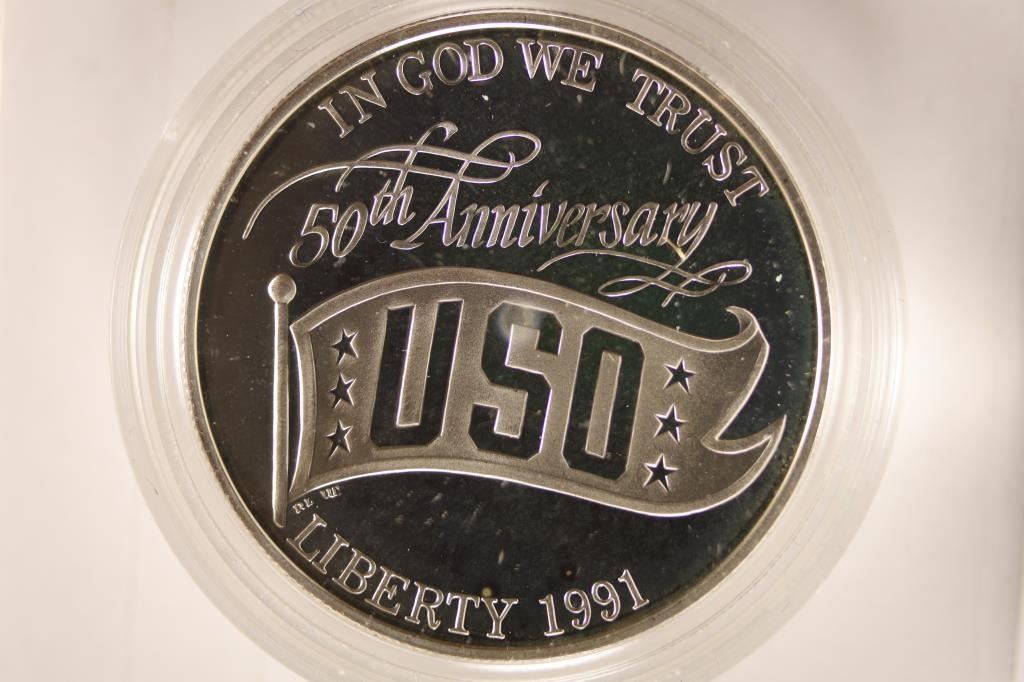 IN GOD WE TRUST
50th Anniversary
USO
LIBERTY 1991